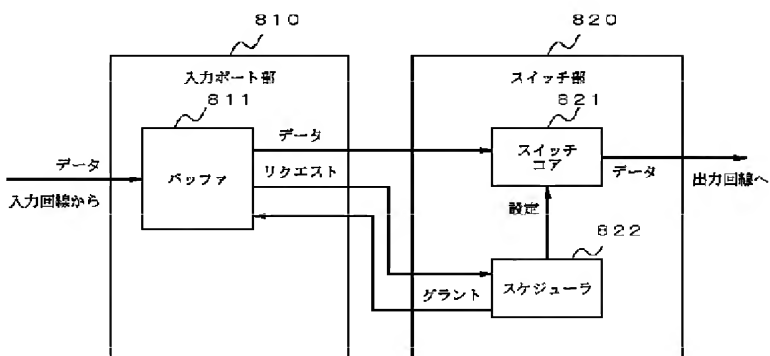 810
820
入力ポート部
スイッチ部
811
821
データ
バッファ
データ
リクエスト
入力回線から
スイッチ
コア
データ
出力回線へ
設定
822
グラント
スケジューラ